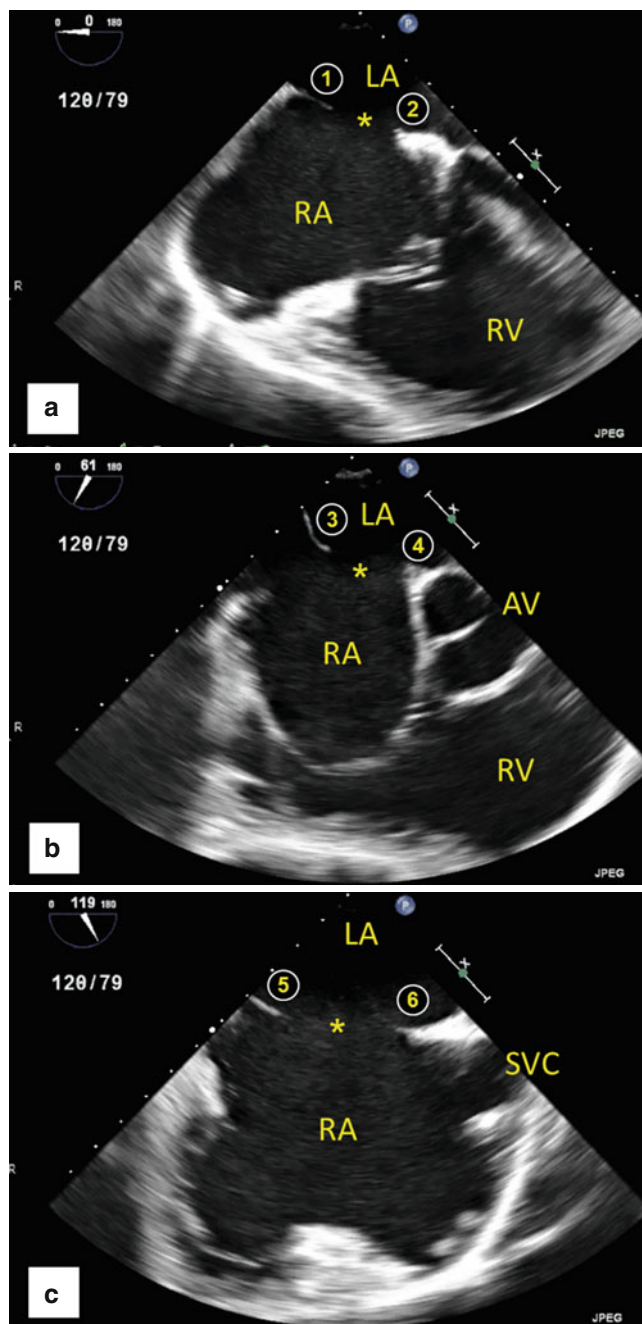 0 0 180
P
120/79
1 LA 2
*
RA
RV
x
R
a
JPEG
0 61 180
P
120/79
3 LA 4
*
AV
RA
RV
x
R
b
JPEG
0 119 180
P
120/79
LA
5 6
*
SVC
RA
x
R
c
JPEG